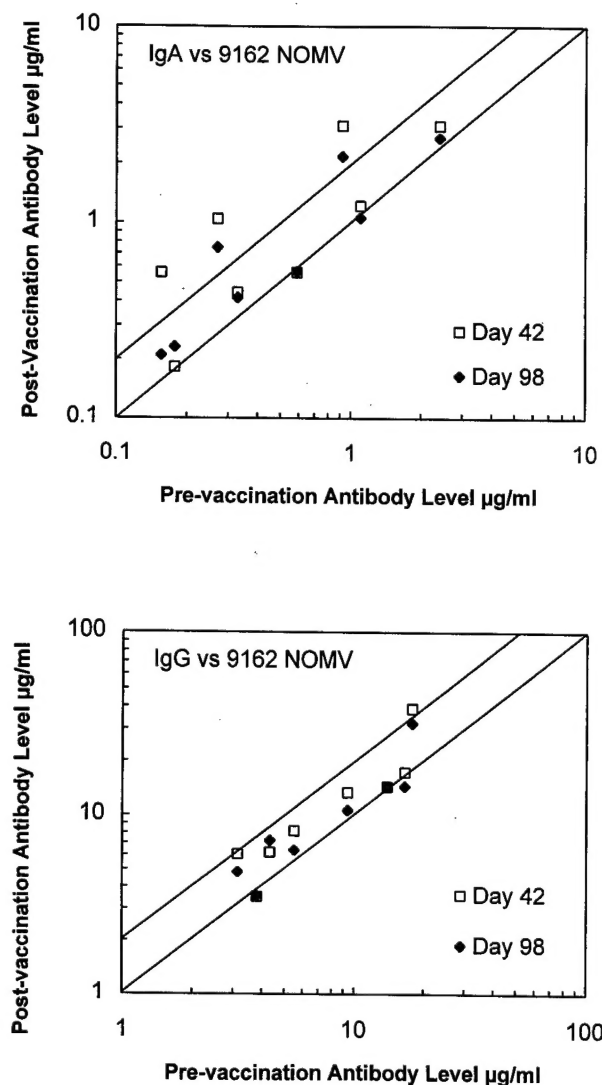 10
IgA vs 9162 NOMV
Post-Vaccination Antibody Level µg/ml
1
□ Day 42
◆ Day 98
0.1
0.1 1 10
Pre-vaccination Antibody Level µg/ml
100
IgG vs 9162 NOMV
Post-vaccination Antibody Level µg/ml
10
□ Day 42
◆ Day 98
1
1 10 100
Pre-vaccination Antibody Level µg/ml